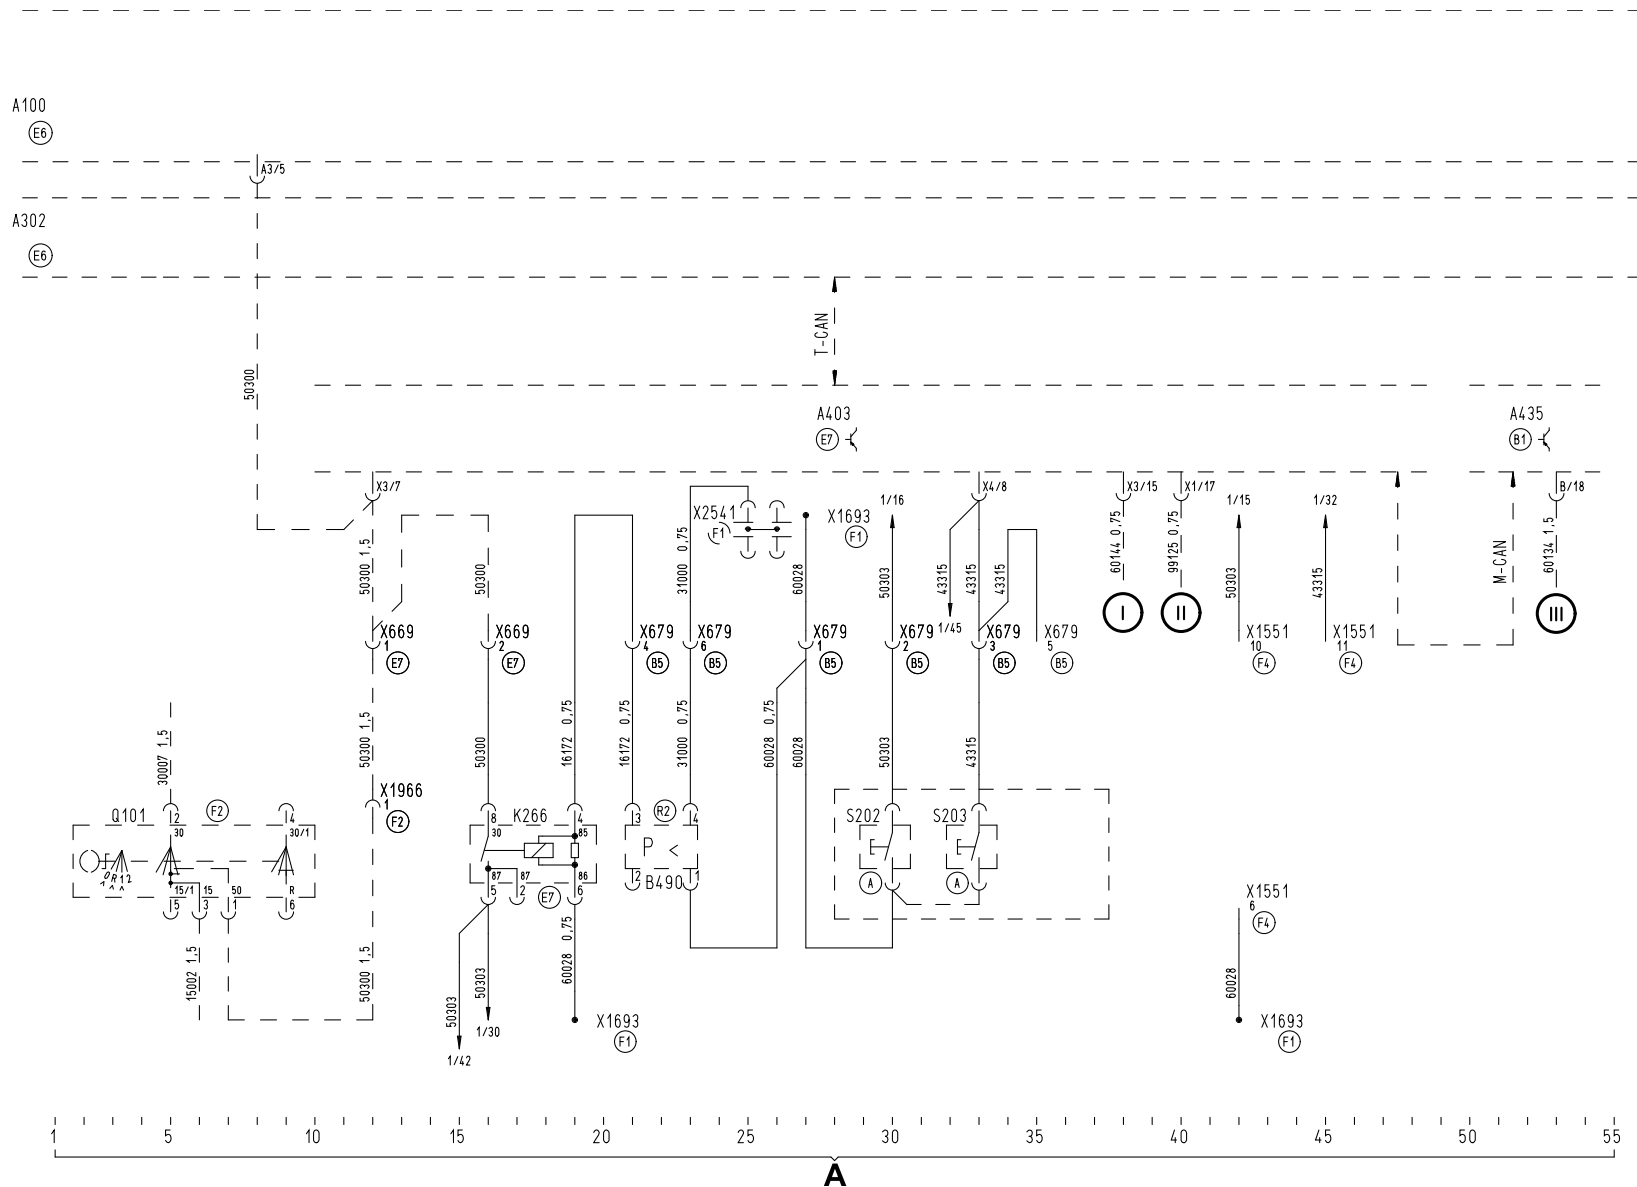 A100
E6
A3/5
A302
E6
T-CAN
50300
A403
E7
A435
B1
X3/7
X4/8
X3/15
X1/17
B/18
X2541
F1
X1693
F1
1/16
1/15
1/32
50300 1,5
50300
31000 0,75
60028
50303
43315
43315
43315
60144 0,75
99125 0,75
50303
43315
M-CAN
60134 1,5
I
II
III
1/45
X669
1
E7
X669
2
E7
X679
4
B5
X679
6
B5
X679
1
B5
X679
2
B5
X679
3
B5
X679
5
B5
X1551
10
F4
X1551
11
F4
30007 1,5
50300 1,5
50300
16172 0,75
16172 0,75
31000 0,75
60028 0,75
60028
50303
43315
X1966
1
F2
Q101
2
F2
4
30
30/1
0 R 1 2
15/1
15
50
R
5
3
1
6
8
K266
4
30
85
87
87
86
5
2
E7
6
3
R2
4
P <
2
B490
1
S202
S203
A
A
X1551
6
F4
15002 1,5
50300 1,5
50303
50303
60028 0,75
60028
1/30
1/42
X1693
F1
X1693
F1
1 5 10 15 20 25 30 35 40 45 50 55
A